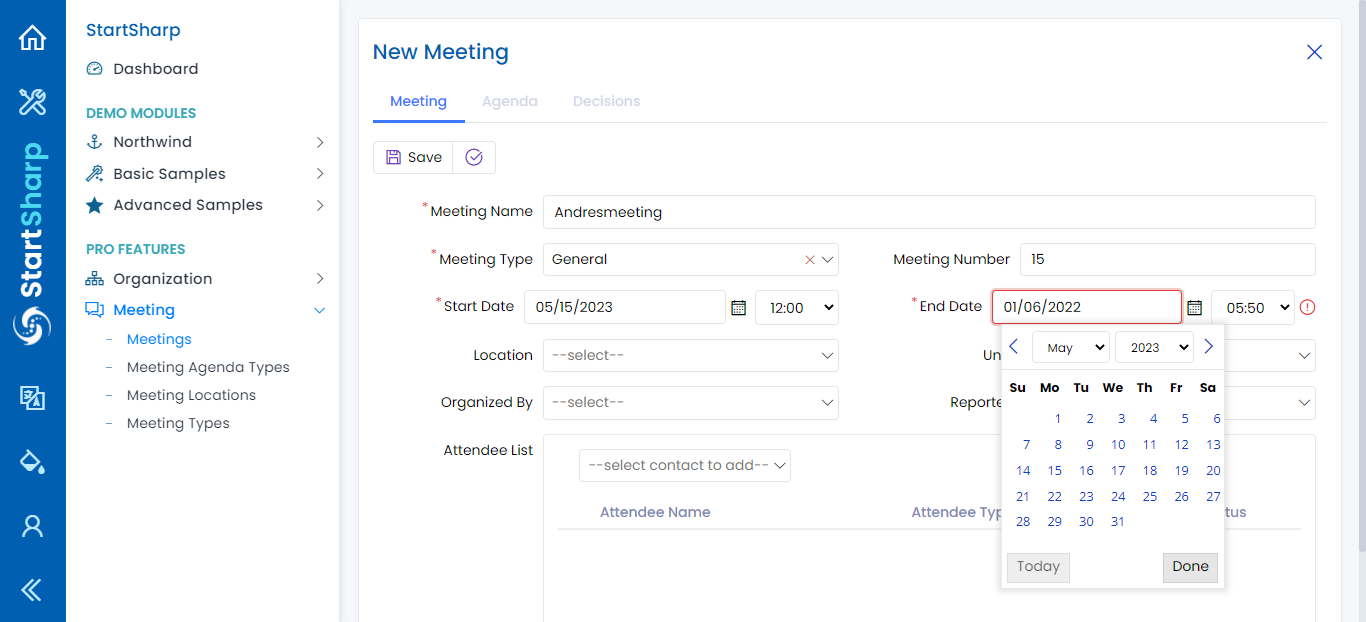 StartSharp
StartSharp
Dashboard
DEMO MODULES
Northwind
Basic Samples
Advanced Samples
PRO FEATURES
Organization
Meeting
Meetings
Meeting Agenda Types
Meeting Locations
Meeting Types
New Meeting
Meeting Agenda Decisions
Save
*Meeting Name Andresmeeting
*Meeting Type General Meeting Number 15
*Start Date 05/15/2023 12:00 *End Date 01/06/2022 05:50
Location --select--
Organized By --select--
Attendee List --select contact to add--
Attendee Name
May 2023
Su Mo Tu We Th Fr Sa
1 2 3 4 5 6
7 8 9 10 11 12 13
14 15 16 17 18 19 20
21 22 23 24 25 26 27
28 29 30 31
Today Done